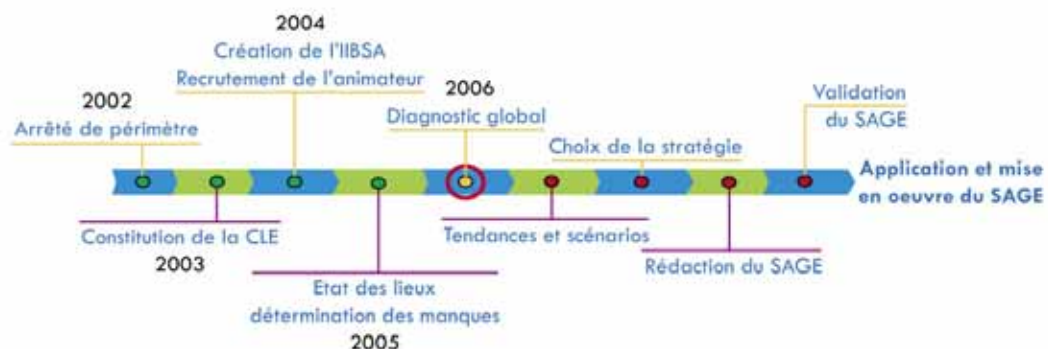 2002
Arrêté de périmètre
Constitution de la CLE
2003
2004
Création de l'IIBSA
Recrutement de l'animateur
Etat des lieux
détermination des manques
2005
2006
Diagnostic global
Tendances et scénarios
Choix de la stratégie
Rédaction du SAGE
Validation
du SAGE
Application et mise
en oeuvre du SAGE